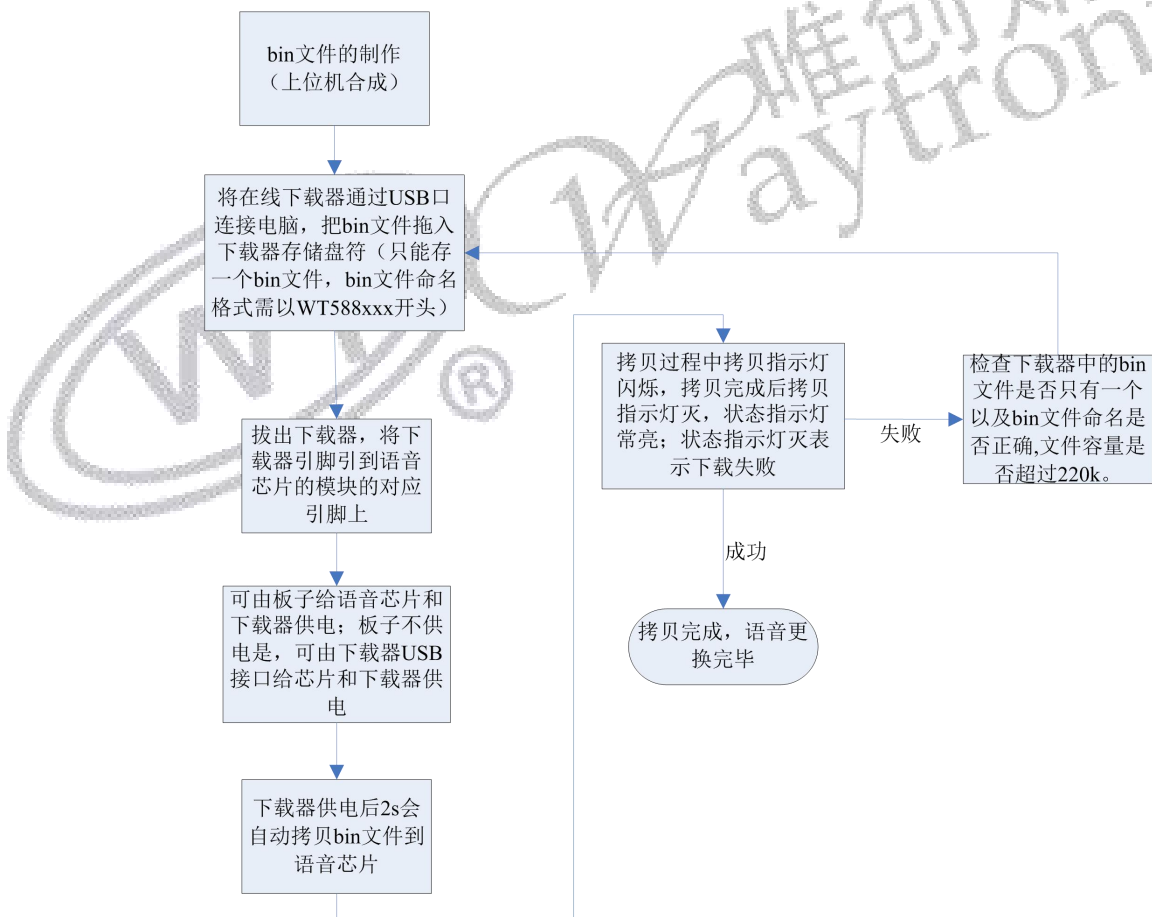 bin文件的制作
（上位机合成）
将在线下载器通过USB口
连接电脑，把bin文件拖入
下载器存储盘符（只能存
一个bin文件，bin文件命名
格式需以WT588xxx开头）
拔出下载器，将下
载器引脚引到语音
芯片的模块的对应
引脚上
可由板子给语音芯片和
下载器供电；板子不供
电是，可由下载器USB
接口给芯片和下载器供
电
下载器供电后2s会
自动拷贝bin文件到
语音芯片
拷贝过程中拷贝指示灯
闪烁，拷贝完成后拷贝
指示灯灭，状态指示灯
常亮；状态指示灯灭表
示下载失败
失败
检查下载器中的bin
文件是否只有一个
以及bin文件命名是
否正确,文件容量是
否超过220k。
成功
拷贝完成，语音更
换完毕
唯创
Waytron
®